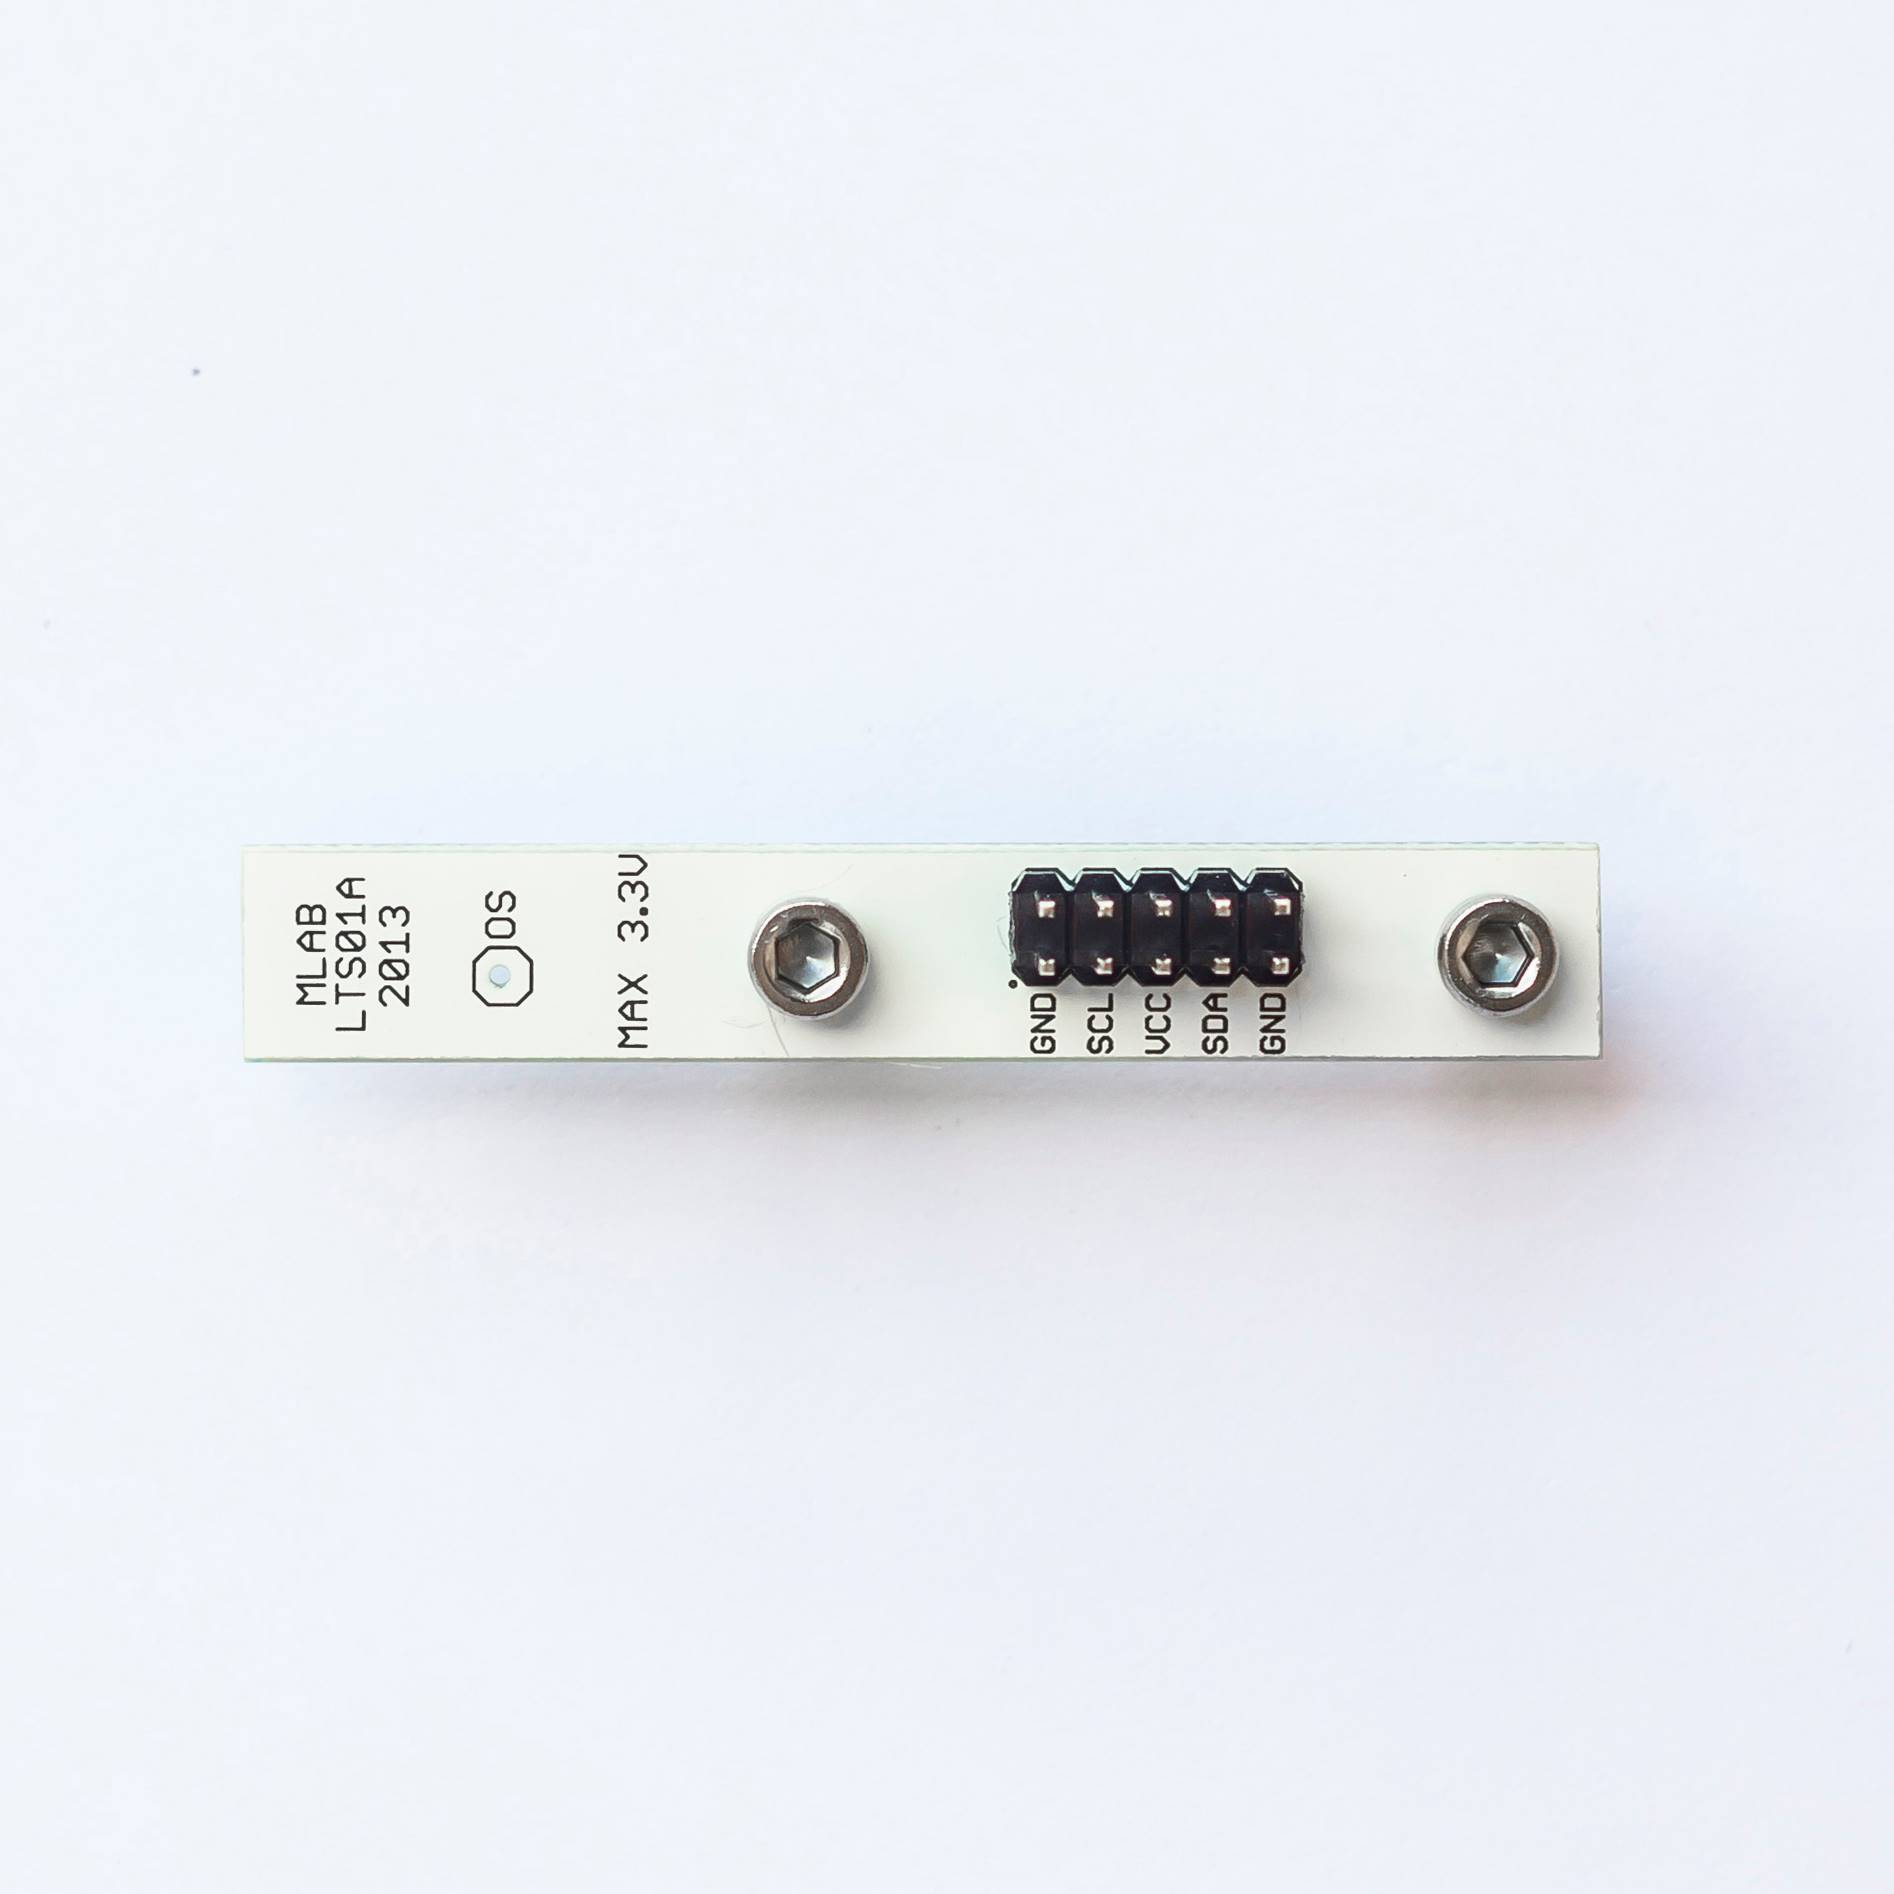 MLAB
LTS01A
2013
OS
MAX 3.3V
GND
SCL
VCC
SDA
GND